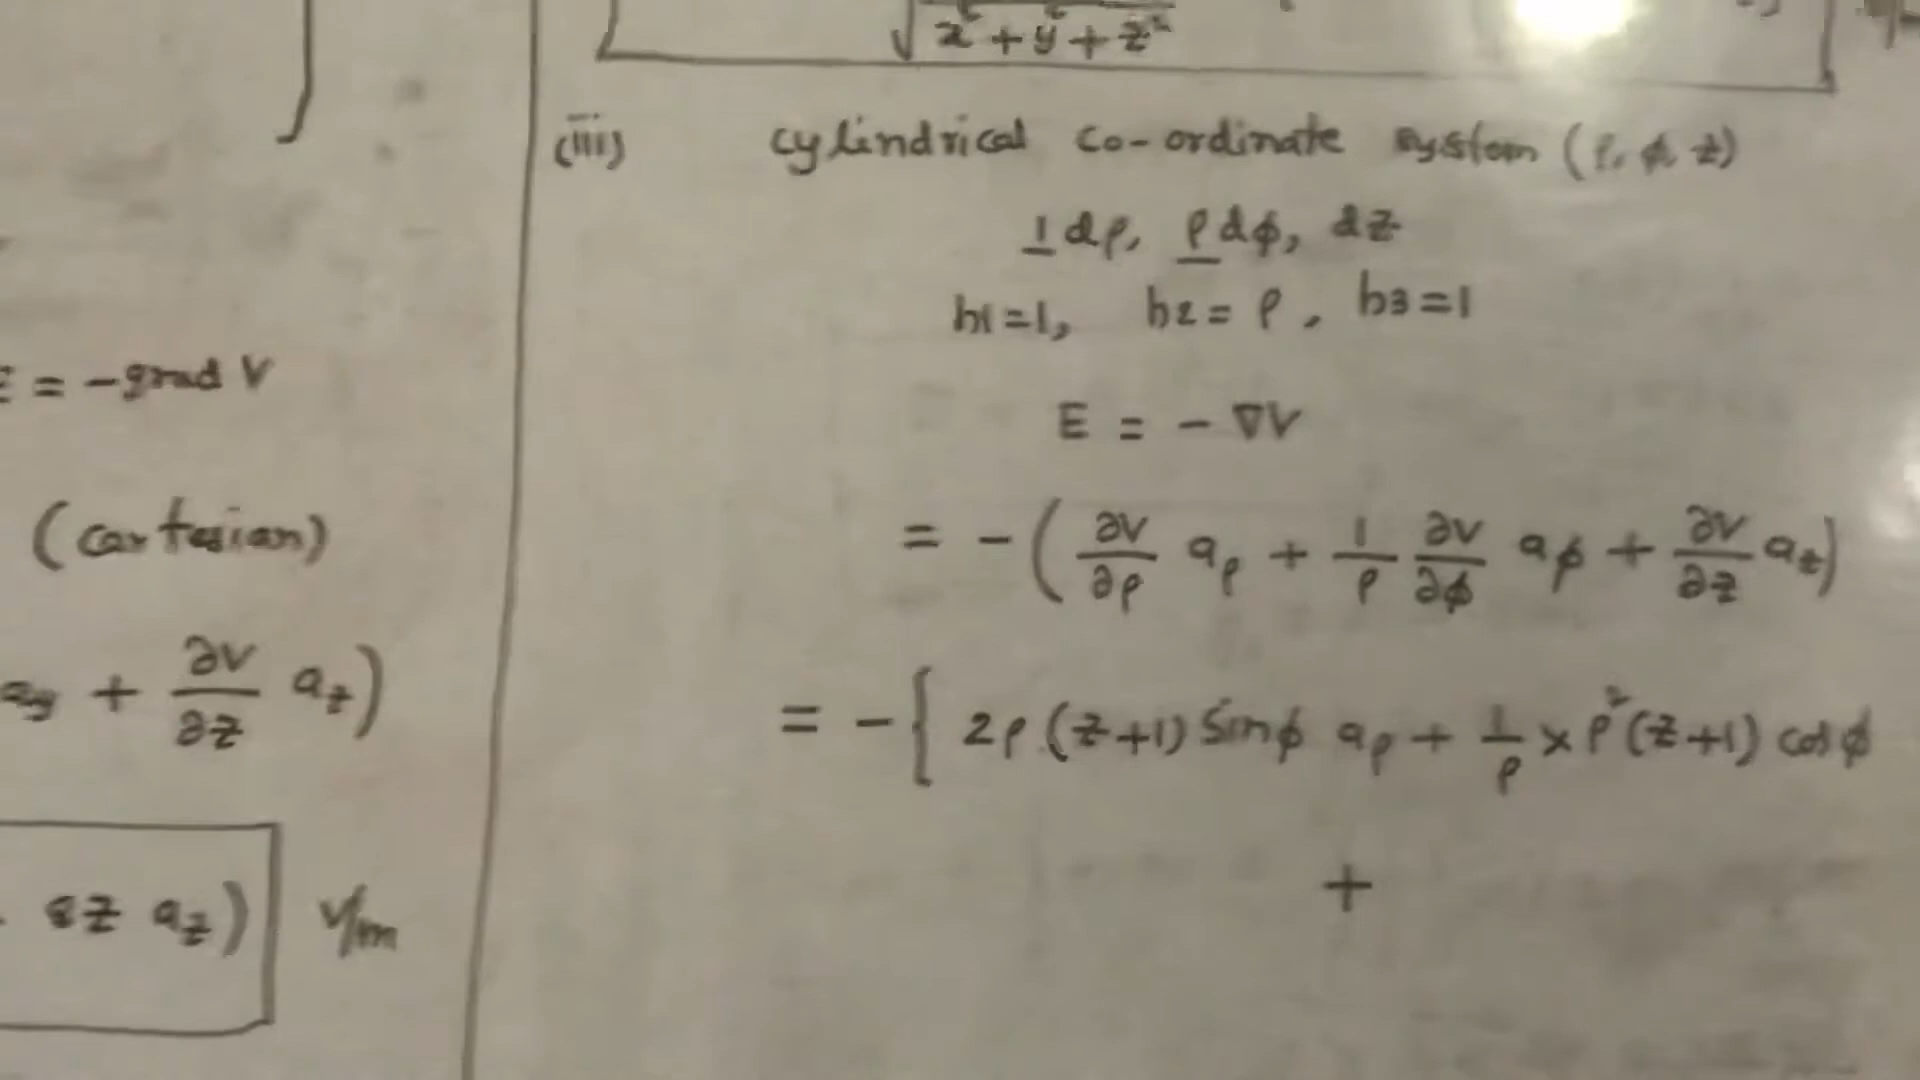 E = -grad V
(cartesian)
ay + ∂V/∂z az)
8z az) V/m
√x²+y²+z²
(iii) cylindrical co-ordinate system (ρ, ϕ, z)
1dρ, ρdϕ, dz
h1=1, h2=ρ, h3=1
E = -∇V
= -(∂V/∂ρ aρ + 1/ρ ∂V/∂ϕ aϕ + ∂V/∂z az)
= -{ 2ρ(z+1) Sinϕ aρ + 1/ρ × ρ²(z+1) cosϕ
+